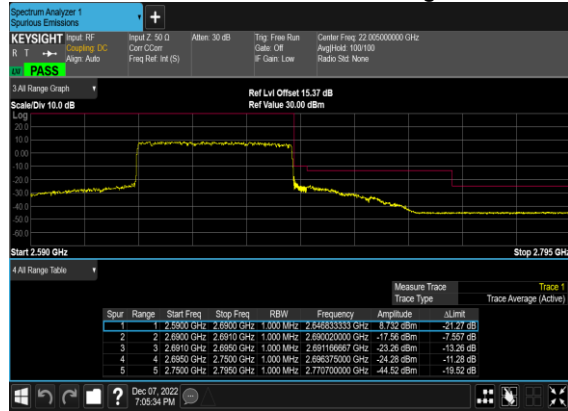 Spectrum Analyzer 1
Spurious Emissions
+
KEYSIGHT Input: RF Input Z: 50 Ω Atten: 30 dB Trig: Free Run Center Freq: 22.005000000 GHz
R T Coupling: DC Corr CCorr Gate: Off Avg|Hold: 100/100
Align: Auto Freq Ref: Int (S) IF Gain: Low Radio Std: None
PASS
3 All Range Graph
Ref Lvl Offset 15.37 dB
Scale/Div 10.0 dB Ref Value 30.00 dBm
Log
20.0
10.0
0.00
-10.0
-20.0
-30.0
-40.0
-50.0
-60.0
Start 2.590 GHz Stop 2.795 GHz
4 All Range Table
Measure Trace Trace 1
Trace Type Trace Average (Active)
Spur Range Start Freq Stop Freq RBW Frequency Amplitude ΔLimit
1 1 2.5900 GHz 2.6900 GHz 1.000 MHz 2.646833333 GHz 8.732 dBm -21.27 dB
2 2 2.6900 GHz 2.6910 GHz 1.000 MHz 2.690020000 GHz -17.56 dBm -7.557 dB
3 3 2.6910 GHz 2.6950 GHz 1.000 MHz 2.691166667 GHz -23.26 dBm -13.26 dB
4 4 2.6950 GHz 2.7500 GHz 1.000 MHz 2.696375000 GHz -24.28 dBm -11.28 dB
5 5 2.7500 GHz 2.7950 GHz 1.000 MHz 2.770700000 GHz -44.52 dBm -19.52 dB
? Dec 07, 2022
7:05:34 PM